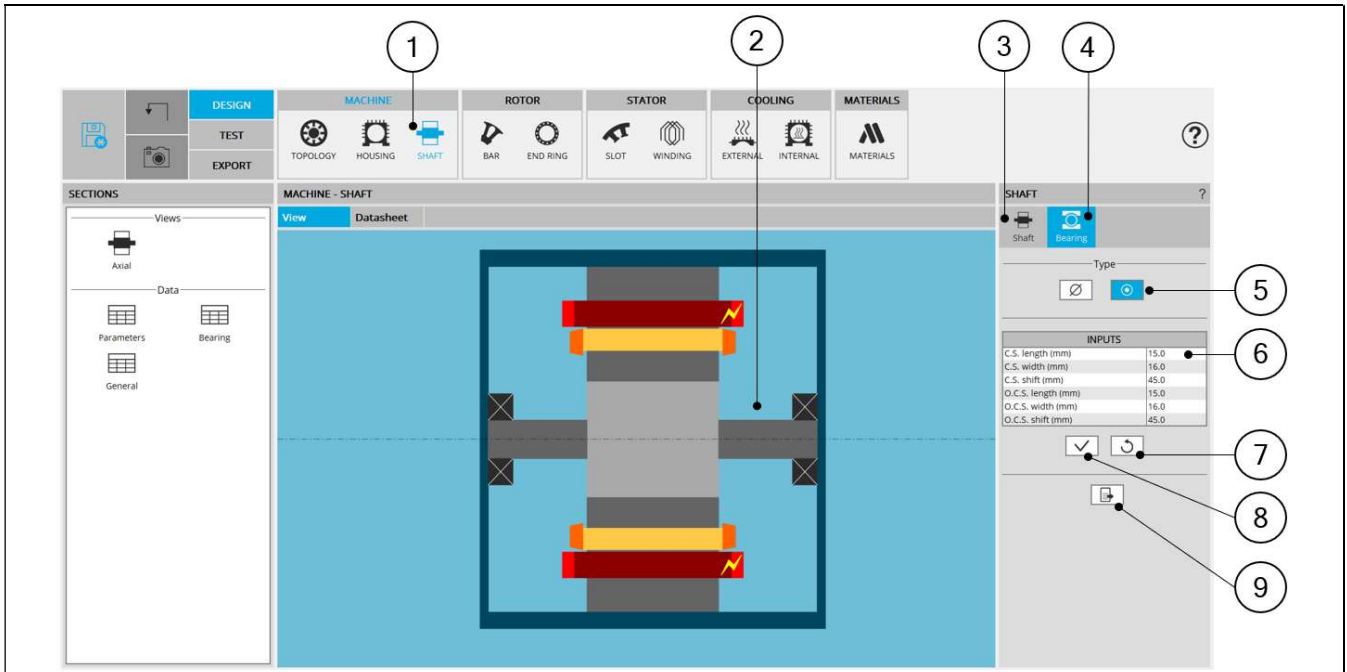 1
2
3
4
DESIGN
MACHINE
ROTOR
STATOR
COOLING
MATERIALS
TEST
EXPORT
TOPOLOGY
HOUSING
SHAFT
BAR
END RING
SLOT
WINDING
EXTERNAL
INTERNAL
MATERIALS
?
SECTIONS
MACHINE - SHAFT
SHAFT
?
Views
View
Datasheet
Axial
Shaft
Bearing
Data
Type
Parameters
Bearing
General
5
INPUTS
C.S. length (mm) 15.0
C.S. width (mm) 16.0
C.S. shift (mm) 45.0
O.C.S. length (mm) 15.0
O.C.S. width (mm) 16.0
O.C.S. shift (mm) 45.0
6
7
8
9